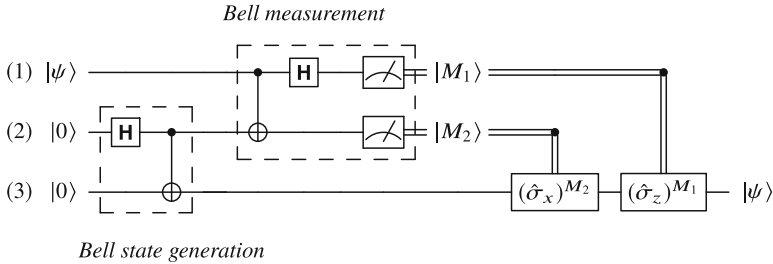 Bell measurement
(1) |ψ⟩ H |M₁⟩
(2) |0⟩ H |M₂⟩
(3) |0⟩ (σ̂ₓ)^M₂ (σ̂_z)^M₁ |ψ⟩
Bell state generation